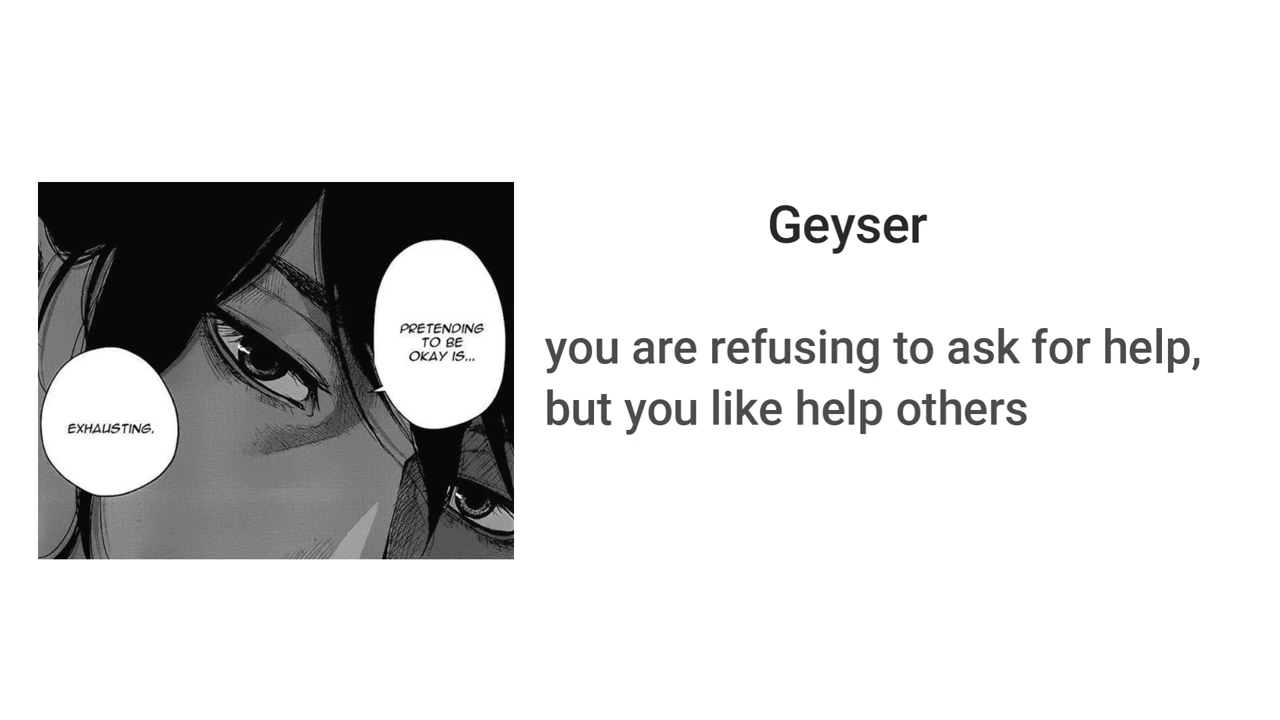 PRETENDING
TO BE
OKAY IS...
EXHAUSTING.
Geyser
you are refusing to ask for help,
but you like help others